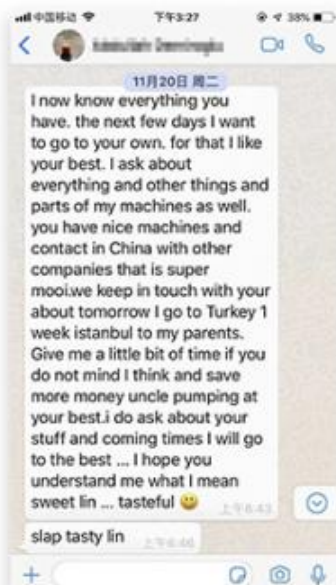 中国移动 下午3:27 38%
11月20日 周二
I now know everything you
have. the next few days I want
to go to your own. for that I like
your best. I ask about
everything and other things and
parts of my machines as well.
you have nice machines and
contact in China with other
companies that is super
mooi.we keep in touch with your
about tomorrow I go to Turkey 1
week istanbul to my parents.
Give me a little bit of time if you
do not mind I think and save
more money uncle pumping at
your best.i do ask about your
stuff and coming times I will go
to the best ... I hope you
understand me what I mean
sweet lin ... tasteful 😀
上午6:43
slap tasty lin
上午6:46